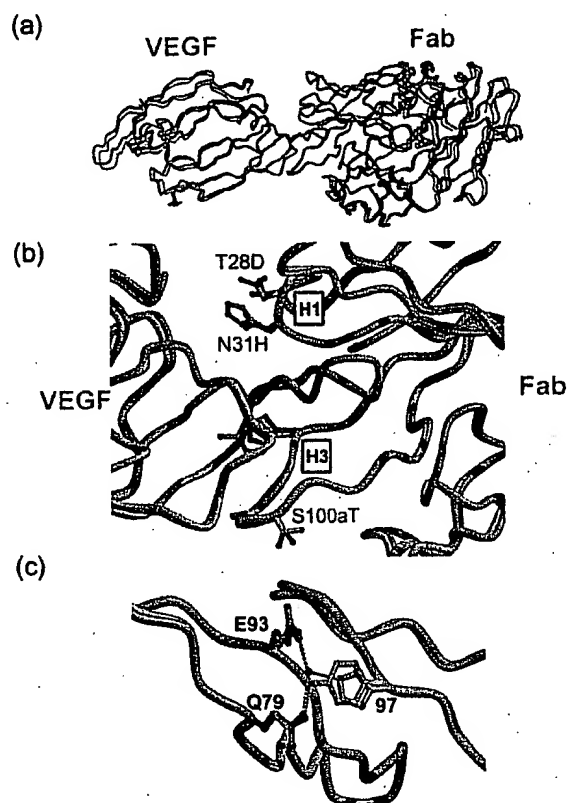 (a)
VEGF Fab
(b)
T28D
H1
N31H
VEGF
Fab
H3
S100aT
(c)
E93
Q79
97